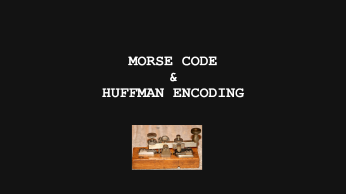 MORSE CODE
&
HUFFMAN ENCODING